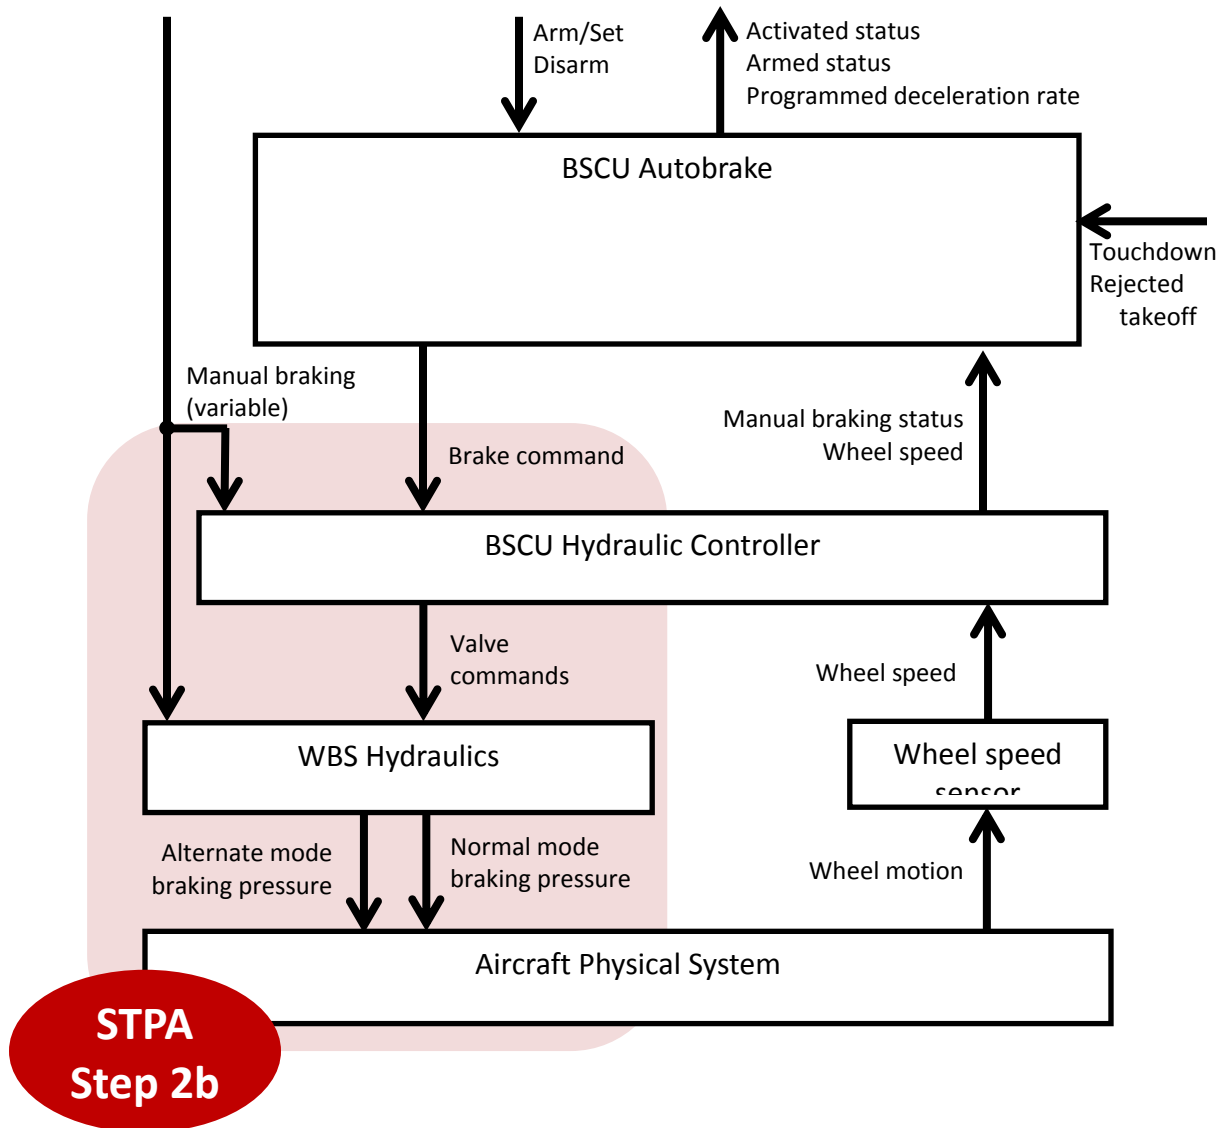 Arm/Set
Disarm
Activated status
Armed status
Programmed deceleration rate
BSCU Autobrake
Touchdown
Rejected
takeoff
Manual braking
(variable)
Manual braking status
Wheel speed
Brake command
BSCU Hydraulic Controller
Valve
commands
Wheel speed
WBS Hydraulics
Wheel speed
sensor
Alternate mode
braking pressure
Normal mode
braking pressure
Wheel motion
Aircraft Physical System
STPA
Step 2b